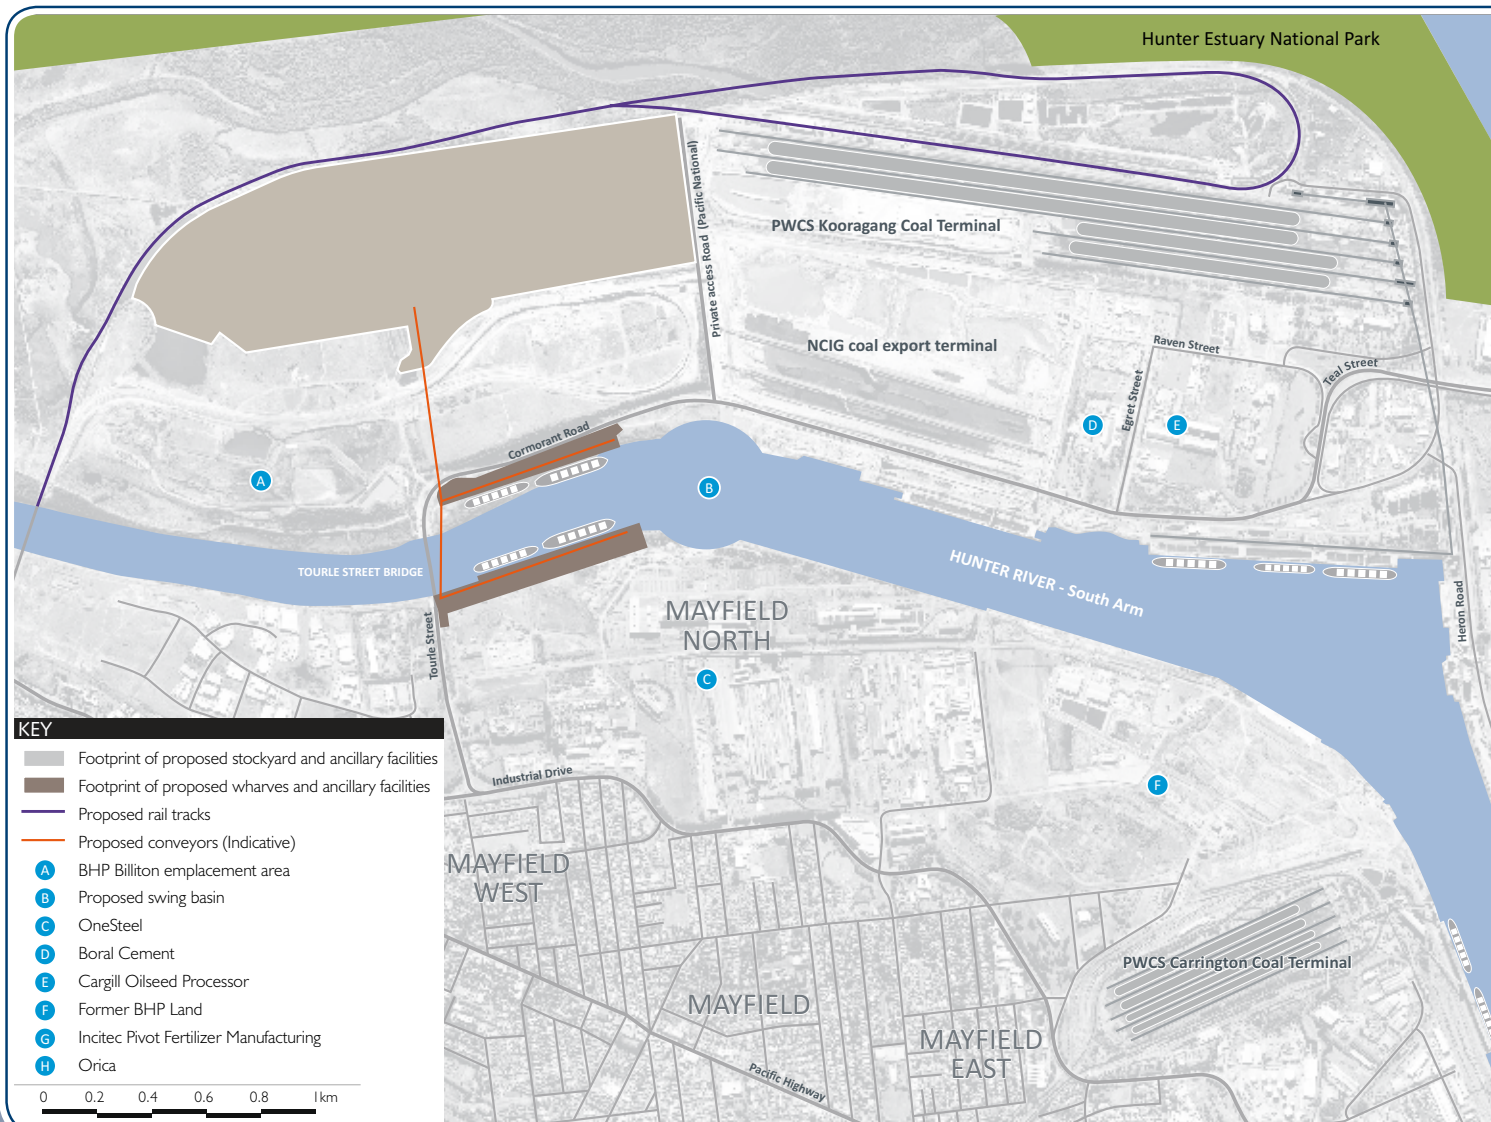 Hunter Estuary National Park
Private access Road (Pacific National)
PWCS Kooragang Coal Terminal
NCIG coal export terminal
Raven Street
Teal Street
Egret Street
D
E
Cormorant Road
A
B
TOURLE STREET BRIDGE
HUNTER RIVER - South Arm
Heron Road
MAYFIELD
NORTH
Tourle Street
C
Industrial Drive
F
MAYFIELD
WEST
PWCS Carrington Coal Terminal
MAYFIELD
MAYFIELD
EAST
Pacific Highway
KEY
Footprint of proposed stockyard and ancillary facilities
Footprint of proposed wharves and ancillary facilities
Proposed rail tracks
Proposed conveyors (Indicative)
A BHP Billiton emplacement area
B Proposed swing basin
C OneSteel
D Boral Cement
E Cargill Oilseed Processor
F Former BHP Land
G Incitec Pivot Fertilizer Manufacturing
H Orica
0 0.2 0.4 0.6 0.8 1km